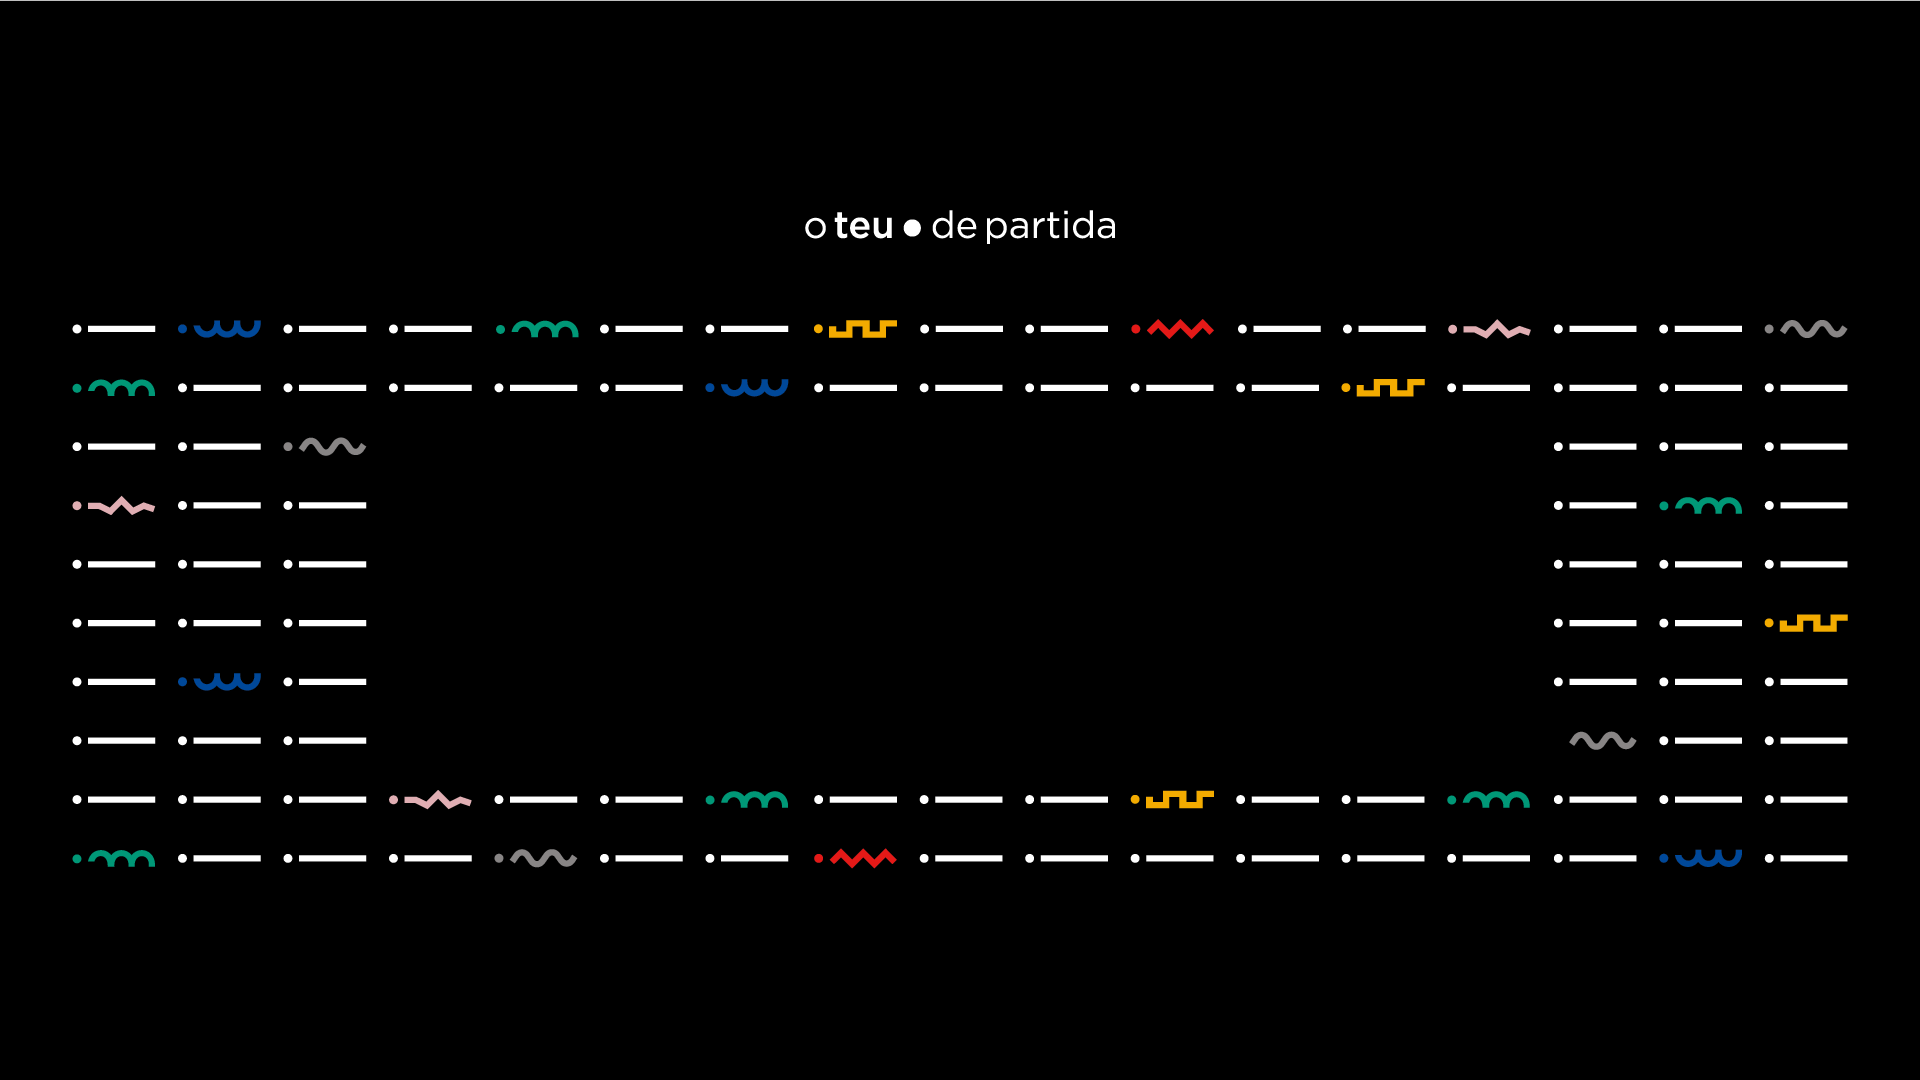 o teu ● de partida